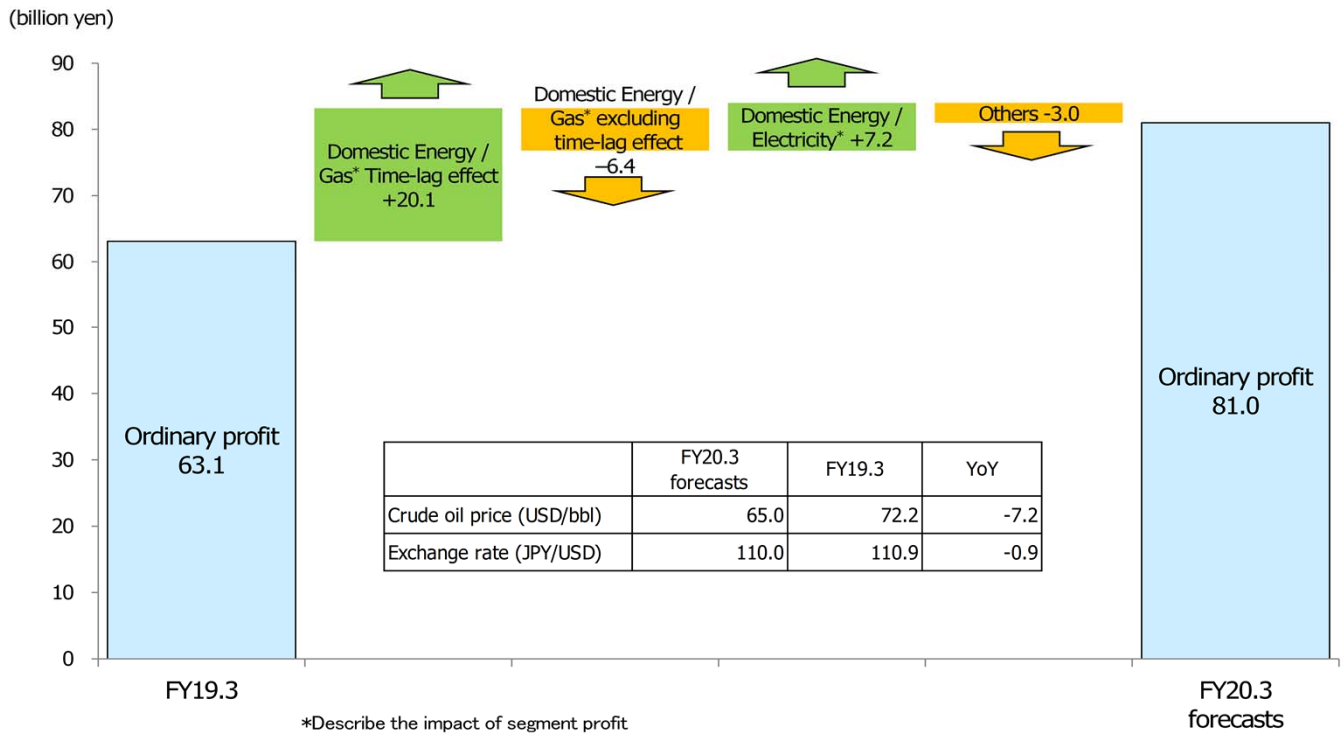 (billion yen)
90
80
70
60
50
40
30
20
10
0
Ordinary profit
63.1
Domestic Energy /
Gas* Time-lag effect
+20.1
Domestic Energy /
Gas* excluding
time-lag effect
−6.4
Domestic Energy /
Electricity* +7.2
Others -3.0
Ordinary profit
81.0
FY20.3
forecasts
FY19.3
YoY
Crude oil price (USD/bbl)
65.0
72.2
-7.2
Exchange rate (JPY/USD)
110.0
110.9
-0.9
FY19.3
FY20.3
forecasts
*Describe the impact of segment profit